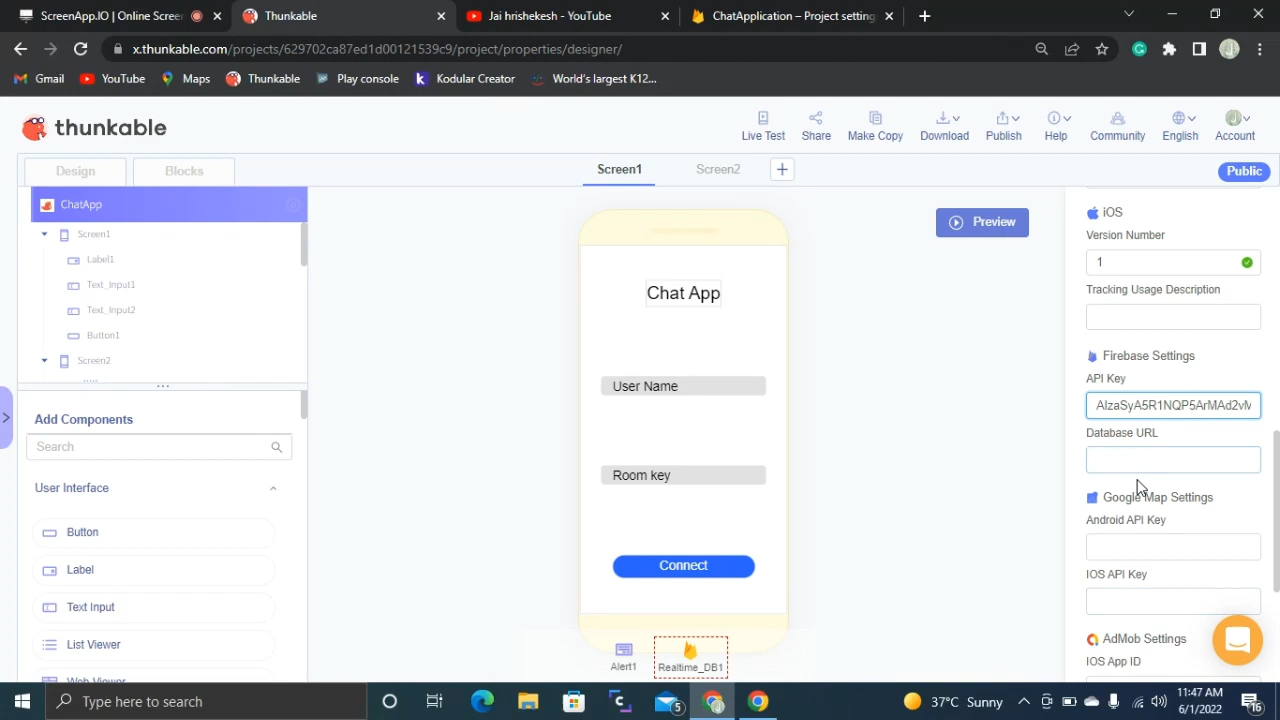 ScreenApp.IO | Online Screen
Thunkable
Jai hrishekesh - YouTube
ChatApplication – Project setting
x.thunkable.com/projects/629702ca87ed1d00121539c9/project/properties/designer/
Gmail
YouTube
Maps
Thunkable
Play console
Kodular Creator
World's largest K12...
thunkable
Live Test
Share
Make Copy
Download
Publish
Help
Community
English
Account
Design
Blocks
Screen1
Screen2
Public
ChatApp
Screen1
Label1
Text_Input1
Text_Input2
Button1
Screen2
Add Components
Search
User Interface
Button
Label
Text Input
List Viewer
Preview
Chat App
User Name
Room key
Connect
Alert1
Realtime_DB1
iOS
Version Number
1
Tracking Usage Description
Firebase Settings
API Key
AIzaSyA5R1NQP5ArMAd2vM
Database URL
Google Map Settings
Android API Key
IOS API Key
AdMob Settings
IOS App ID
Type here to search
5
37°C Sunny
11:47 AM
6/1/2022
16